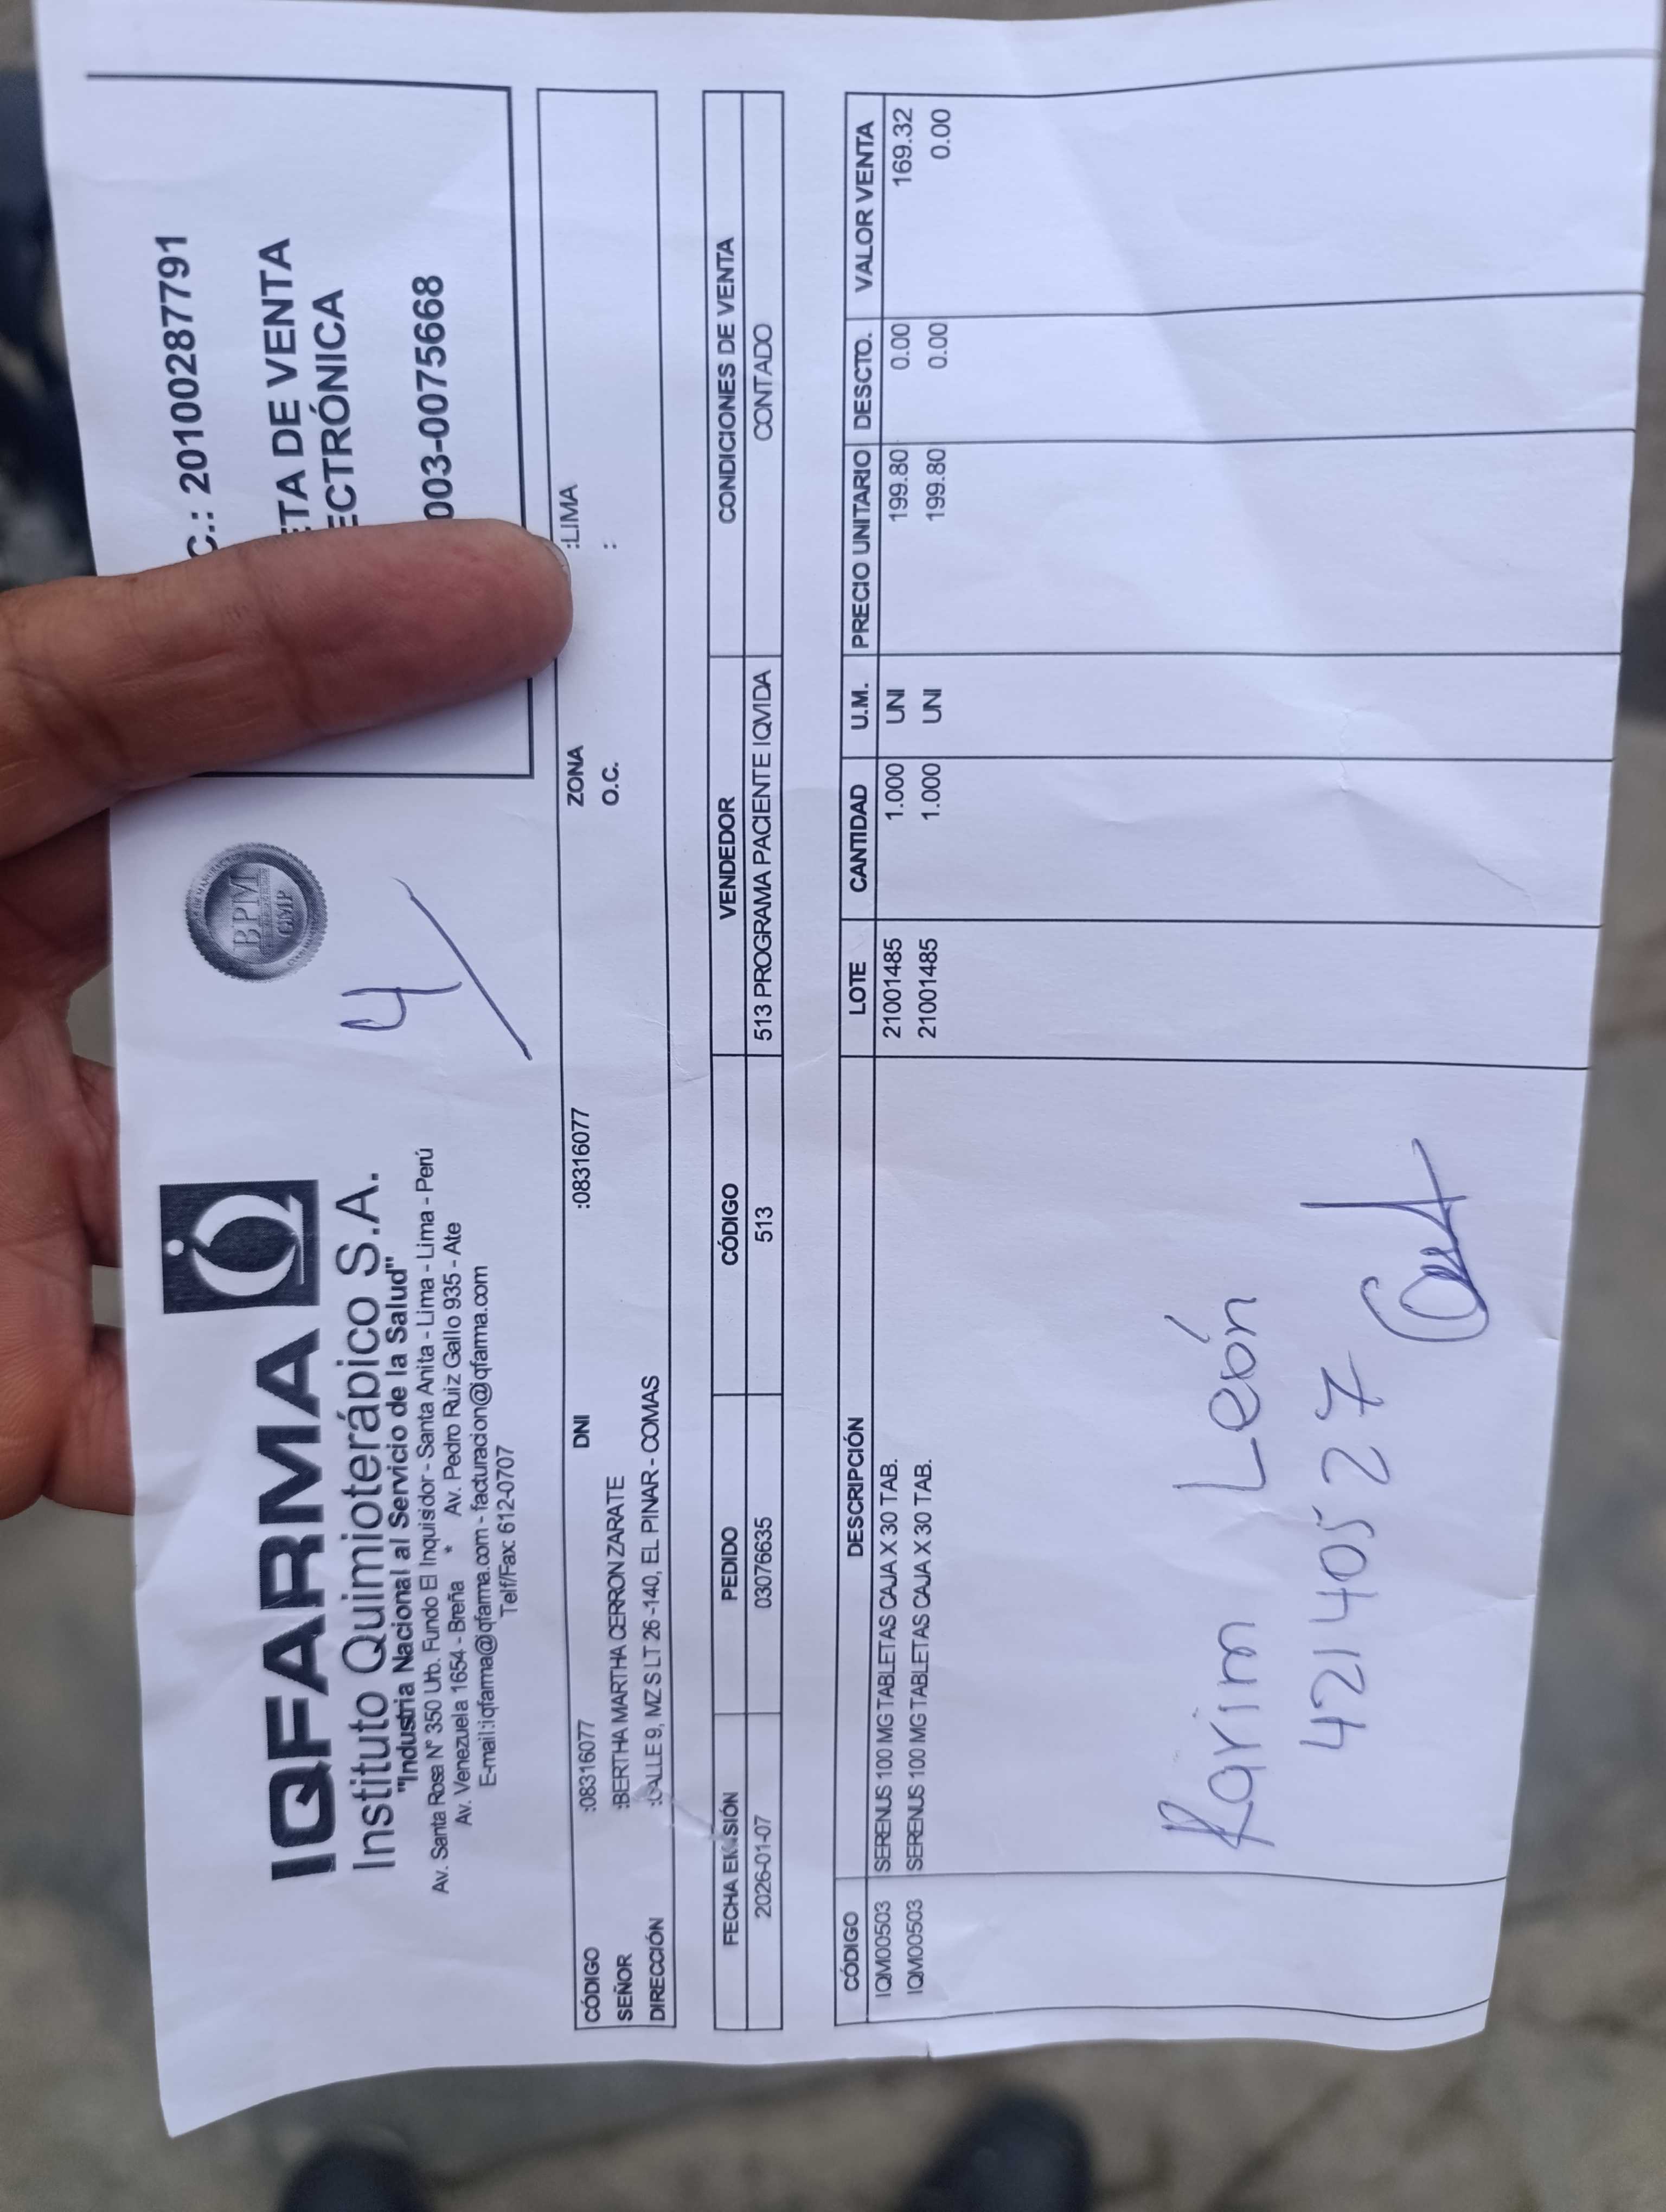 IQFARMA
Instituto Quimioterápico S.A.
"Industria Nacional al Servicio de la Salud"
Av. Santa Rosa N° 350 Urb. Fundo El Inquisidor - Santa Anita - Lima - Lima - Perú
Av. Venezuela 1654 - Breña * Av. Pedro Ruiz Gallo 935 - Ate
E-mail:iqfarma@iqfarma.com - facturacion@iqfarma.com
Telf/Fax: 612-0707
BPM
GMP
4
C.: 20100287791
ETA DE VENTA
ECTRÓNICA
003-0075668
CÓDIGO :08316077 DNI :08316077 ZONA :LIMA
SEÑOR :BERTHA MARTHA CERRON ZARATE O.C. :
DIRECCIÓN :CALLE 9, MZ S LT 26 -140, EL PINAR - COMAS
FECHA EMISIÓN PEDIDO CÓDIGO VENDEDOR CONDICIONES DE VENTA
2026-01-07 03076635 513 513 PROGRAMA PACIENTE IQVIDA CONTADO
CÓDIGO DESCRIPCIÓN LOTE CANTIDAD U.M. PRECIO UNITARIO DESCTO. VALOR VENTA
IQM00503 SERENUS 100 MG TABLETAS CAJA X 30 TAB. 21001485 1.000 UNI 199.80 0.00 169.32
IQM00503 SERENUS 100 MG TABLETAS CAJA X 30 TAB. 21001485 1.000 UNI 199.80 0.00 0.00
Karim León
42140527